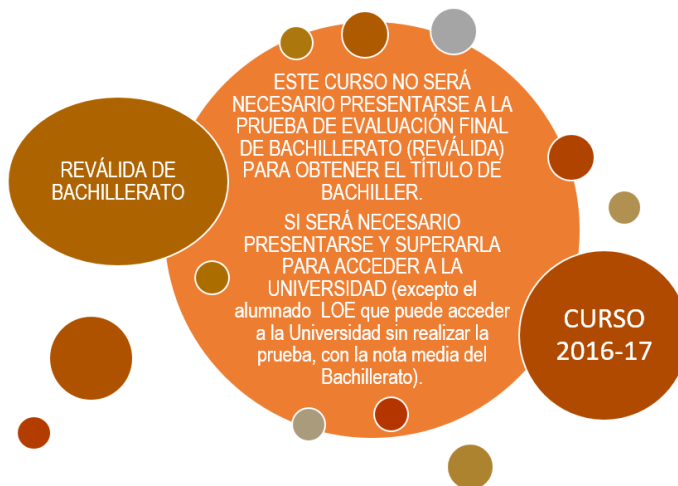 REVÁLIDA DE
BACHILLERATO
ESTE CURSO NO SERÁ
NECESARIO PRESENTARSE A LA
PRUEBA DE EVALUACIÓN FINAL
DE BACHILLERATO (REVÁLIDA)
PARA OBTENER EL TÍTULO DE
BACHILLER.
SI SERÁ NECESARIO
PRESENTARSE Y SUPERARLA
PARA ACCEDER A LA
UNIVERSIDAD (excepto el
alumnado LOE que puede acceder
a la Universidad sin realizar la
prueba, con la nota media del
Bachillerato).
CURSO
2016-17